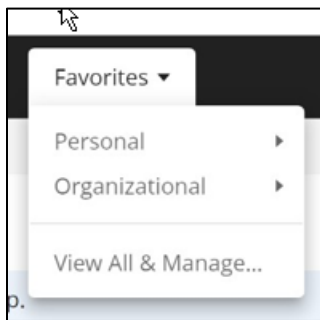 Favorites
Personal
Organizational
View All & Manage...
p.